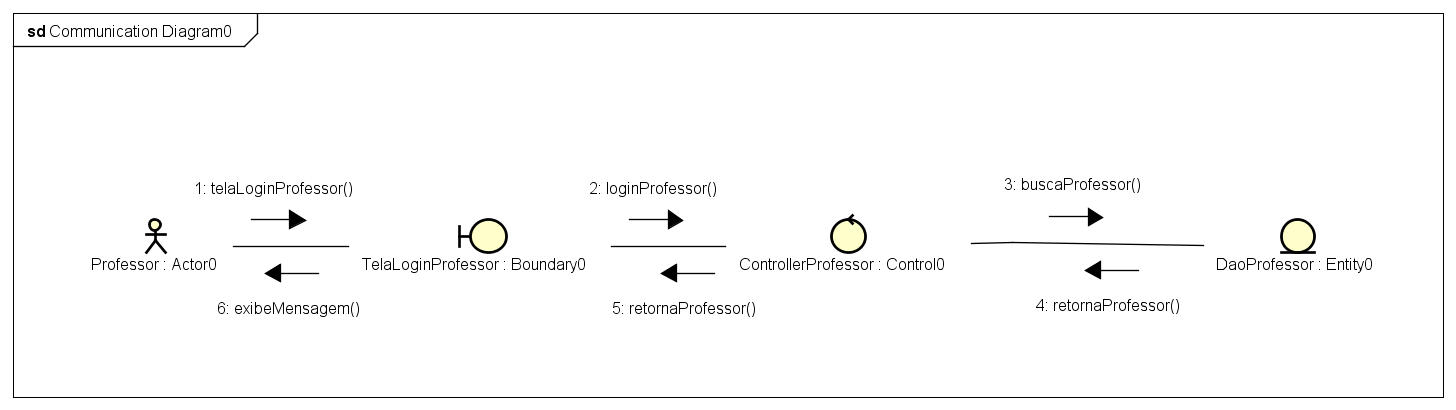 sd Communication Diagram0
1: telaLoginProfessor()
2: loginProfessor()
3: buscaProfessor()
Professor : Actor0
TelaLoginProfessor : Boundary0
ControllerProfessor : Control0
DaoProfessor : Entity0
6: exibeMensagem()
5: retornaProfessor()
4: retornaProfessor()